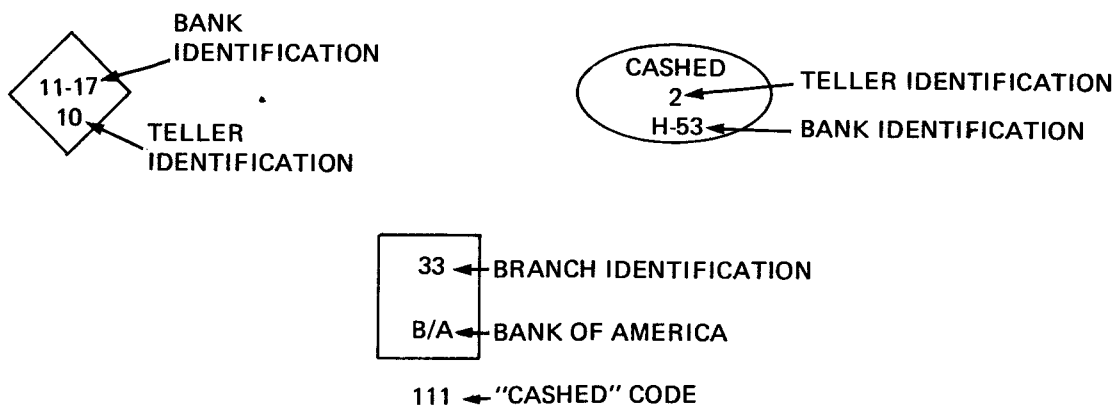 BANK
IDENTIFICATION
11-17
10
TELLER
IDENTIFICATION
CASHED
2
H-53
TELLER IDENTIFICATION
BANK IDENTIFICATION
33
BRANCH IDENTIFICATION
B/A
BANK OF AMERICA
111
"CASHED" CODE